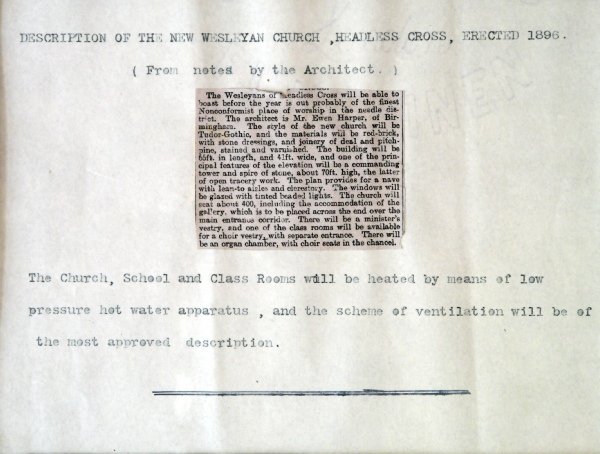 DESCRIPTION OF THE NEW WESLEYAN CHURCH ,HEADLESS CROSS, ERECTED 1896.
( From notes by the Architect. )
The Wesleyans of Headless Cross will be able to
boast before the year is out probably of the finest
Nonconformist place of worship in the needle dis-
trict. The architect is Mr. Ewen Harper, of Bir-
mingham. The style of the new church will be
Tudor-Gothic, and the materials will be red-brick,
with stone dressings, and joinery of deal and pitch-
pine, stained and varnished. The building will be
65ft. in length, and 41ft. wide, and one of the prin-
cipal features of the elevation will be a commanding
tower and spire of stone, about 70ft. high, the latter
of open tracery work. The plan provides for a nave
with lean-to aisles and clerestory. The windows will
be glazed with tinted beaded lights. The church will
seat about 400, including the accommodation of the
gallery, which is to be placed across the end over the
main entrance corridor. There will be a minister's
vestry, and one of the class rooms will be available
for a choir vestry, with separate entrance. There will
be an organ chamber, with choir seats in the chancel.
The Church, School and Class Rooms will be heated by means of low
pressure hot water apparatus , and the scheme of ventilation will be of
the most approved description.